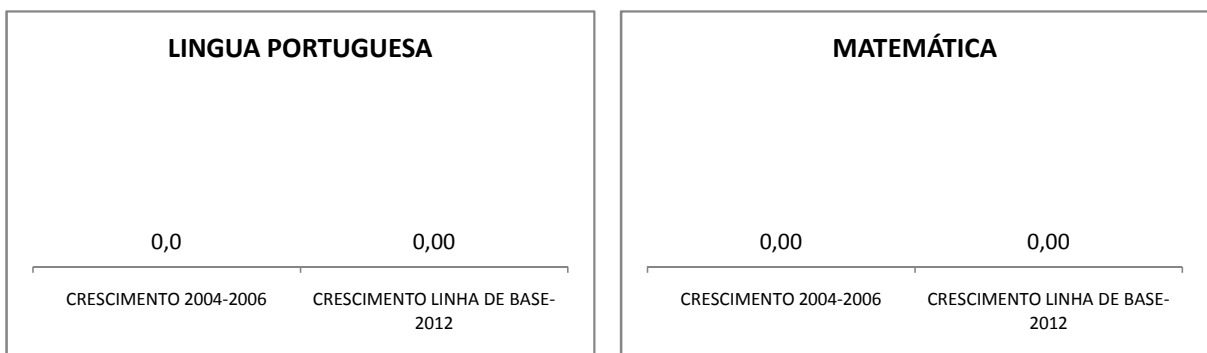 LINGUA PORTUGUESA
0,0
0,00
CRESCIMENTO 2004-2006
CRESCIMENTO LINHA DE BASE-
2012
MATEMÁTICA
0,00
0,00
CRESCIMENTO 2004-2006
CRESCIMENTO LINHA DE BASE-
2012